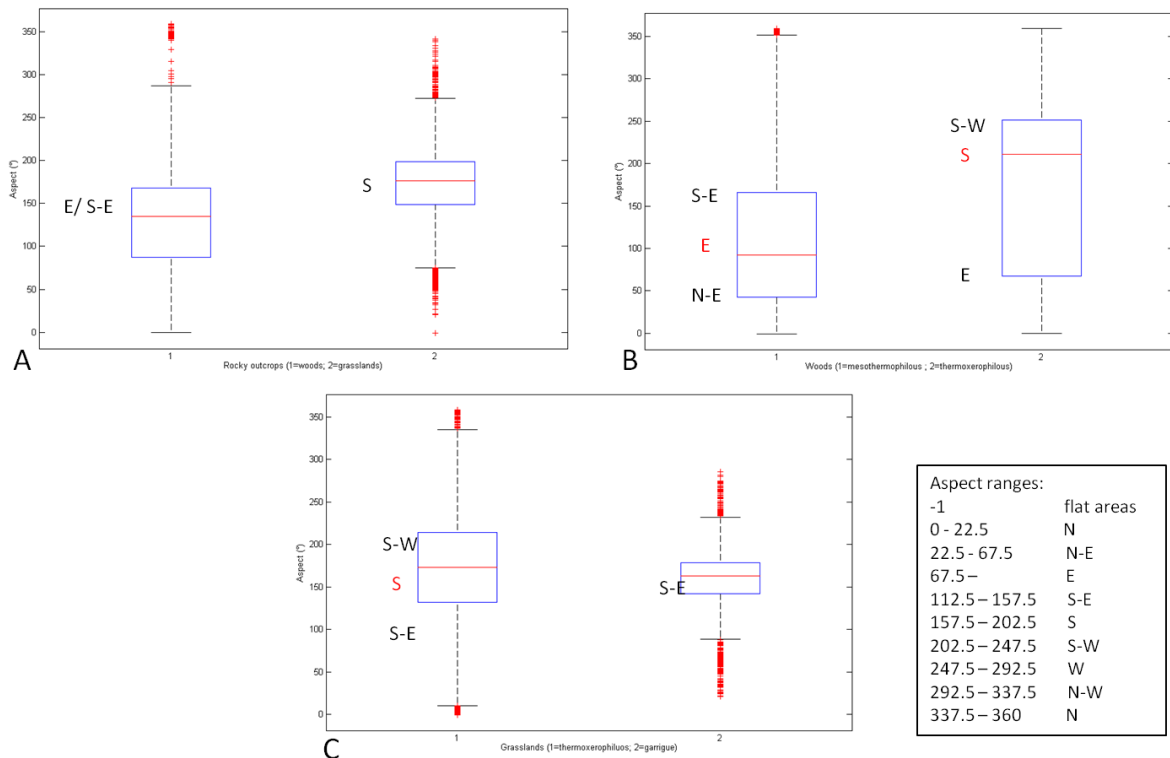 350
300
250
200
150
100
50
0
Aspect (°)
E/ S-E
S
1
2
Rocky outcrops (1=woods; 2=grasslands)
A
350
300
250
200
150
100
50
0
Aspect (°)
S-E
E
N-E
S-W
S
E
1
2
Woods (1=mesothermophilous ; 2=thermoxerophilous)
B
350
300
250
200
150
100
50
0
Aspect (°)
S-W
S
S-E
S-E
1
2
Grasslands (1=thermoxerophiluos; 2=garrigue)
C
Aspect ranges:
-1 flat areas
0 - 22.5 N
22.5 - 67.5 N-E
67.5 – E
112.5 – 157.5 S-E
157.5 – 202.5 S
202.5 – 247.5 S-W
247.5 – 292.5 W
292.5 – 337.5 N-W
337.5 – 360 N